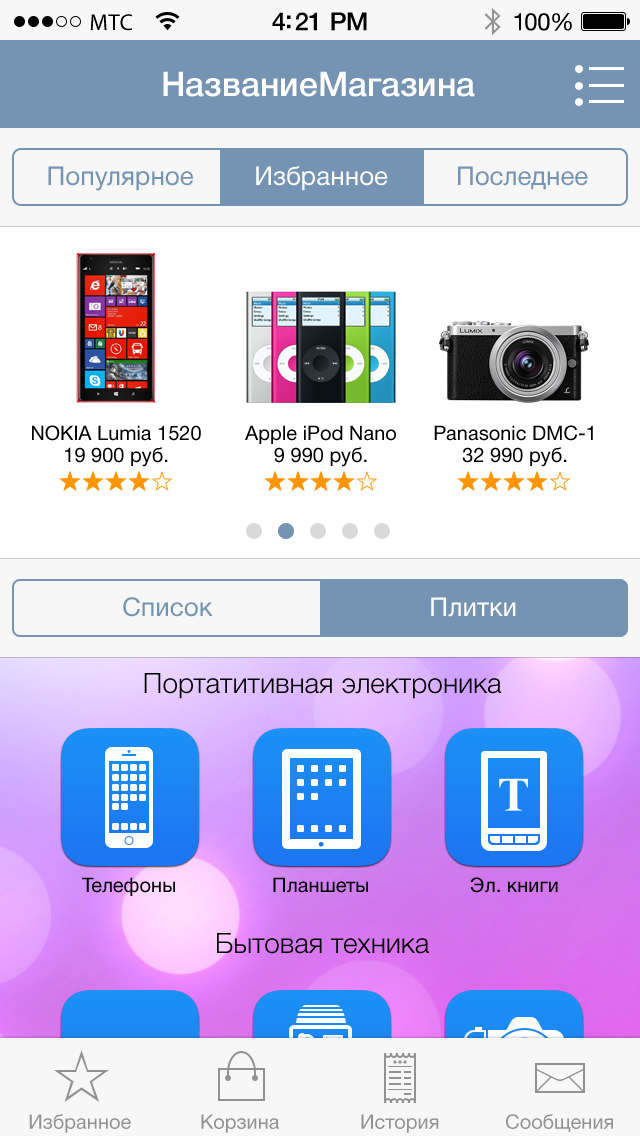 МТС 4:21 PM 100%
НазваниеМагазина
Популярное Избранное Последнее
NOKIA Lumia 1520 Apple iPod Nano Panasonic DMC-1
19 900 руб. 9 990 руб. 32 990 руб.
LUMIX
Список Плитки
Портатитивная электроника
T
Телефоны Планшеты Эл. книги
Бытовая техника
Избранное Корзина История Сообщения